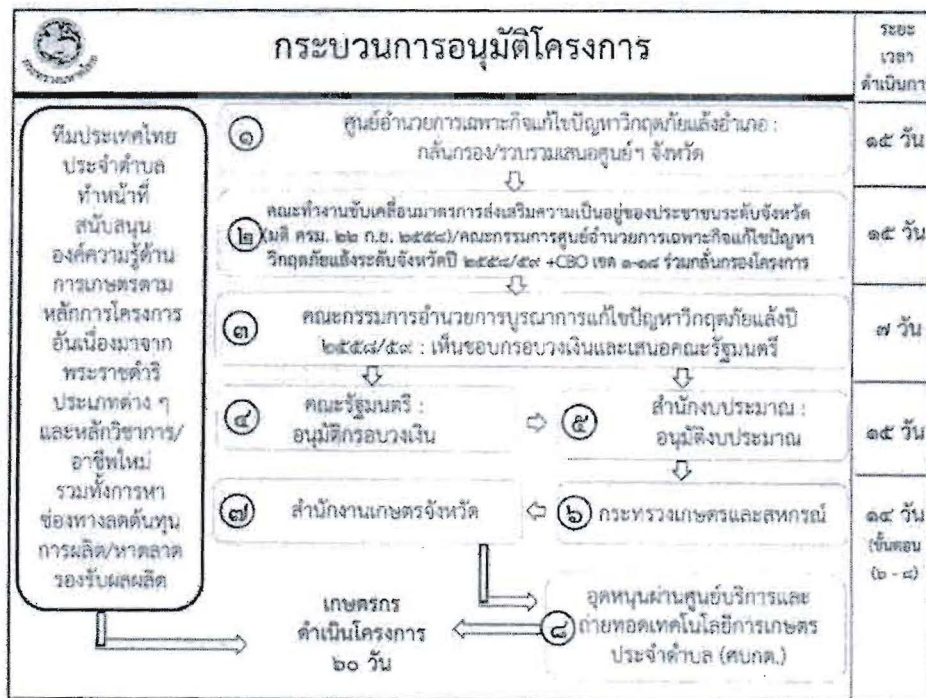 กระบวนการอนุมัติโครงการ
ระยะ
เวลา
ดำเนินกา
กระทรวงมหาดไทย
ทีมประเทศไทย
ประจำตำบล
ทำหน้าที่
สนับสนุน
องค์ความรู้ด้าน
การเกษตรตาม
หลักการโครงการ
อันเนื่องมาจาก
พระราชดำริ
ประเภทต่าง ๆ
และหลักวิชาการ/
อาชีพใหม่
รวมทั้งการหา
ช่องทางลดต้นทุน
การผลิต/หาตลาด
รองรับผลผลิต
๑
ศูนย์อำนวยการเฉพาะกิจแก้ไขปัญหาวิกฤตภัยแล้งอำเภอ :
กลั่นกรอง/รวบรวมเสนอศูนย์ฯ จังหวัด
๑๕ วัน
๒
คณะทำงานขับเคลื่อนมาตรการส่งเสริมความเป็นอยู่ของประชาชนระดับจังหวัด
(มติ ครม. ๒๒ ก.ย. ๒๕๕๘)/คณะกรรมการศูนย์อำนวยการเฉพาะกิจแก้ไขปัญหา
วิกฤตภัยแล้งระดับจังหวัดปี ๒๕๕๘/๕๙ +CBO เขต ๑-๑๘ ร่วมกลั่นกรองโครงการ
๑๕ วัน
๓
คณะกรรมการอำนวยการบูรณาการแก้ไขปัญหาวิกฤตภัยแล้งปี
๒๕๕๘/๕๙ : เห็นชอบกรอบวงเงินและเสนอคณะรัฐมนตรี
๗ วัน
๔
คณะรัฐมนตรี :
อนุมัติกรอบวงเงิน
๕
สำนักงบประมาณ :
อนุมัติงบประมาณ
๑๕ วัน
๗ สำนักงานเกษตรจังหวัด
๖ กระทรวงเกษตรและสหกรณ์
๑๔ วัน
(ขั้นตอน
(๖ - ๘)
เกษตรกร
ดำเนินโครงการ
๖๐ วัน
๘
อุดหนุนผ่านศูนย์บริการและ
ถ่ายทอดเทคโนโลยีการเกษตร
ประจำตำบล (ศบกต.)